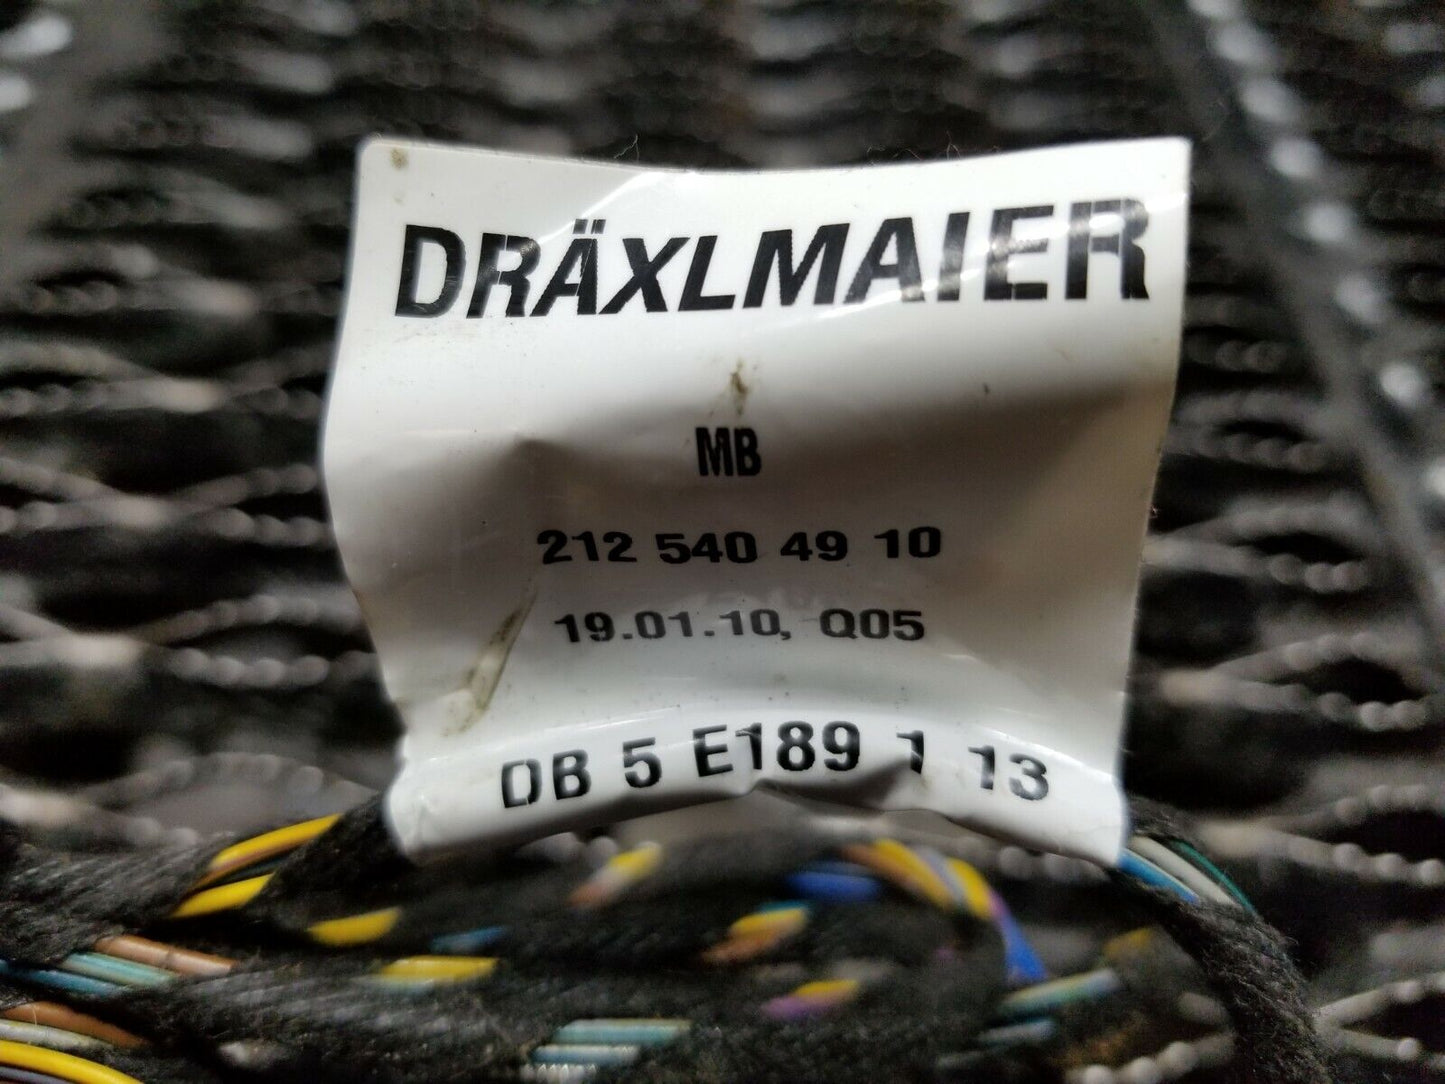 DRÄXLMAIER
MB
212 540 49 10
19.01.10, Q05
DB 5 E189 1 13